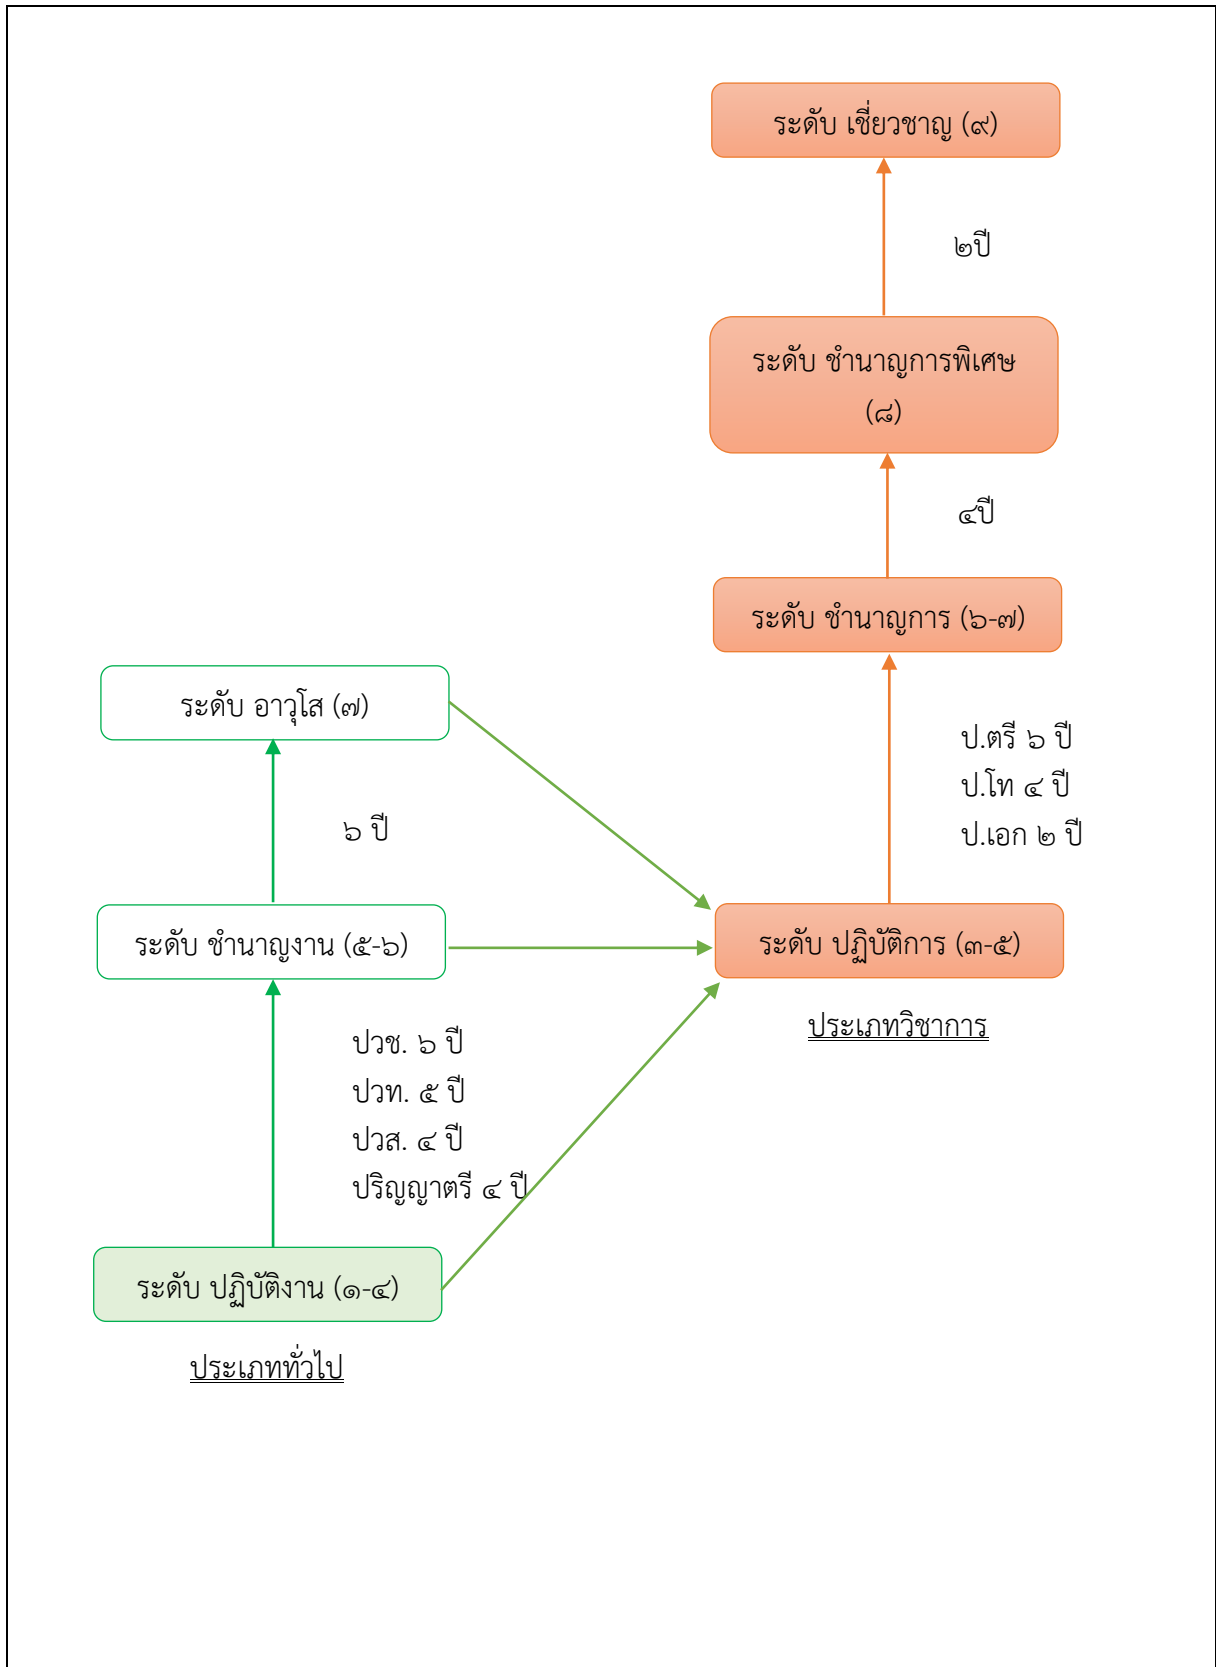 ระดับ เชี่ยวชาญ (๙)
๒ปี
ระดับ ชำนาญการพิเศษ
(๘)
๔ปี
ระดับ ชำนาญการ (๖-๗)
ป.ตรี ๖ ปี
ป.โท ๔ ปี
ป.เอก ๒ ปี
ระดับ ปฏิบัติการ (๓-๕)
ประเภทวิชาการ
ระดับ อาวุโส (๗)
๖ ปี
ระดับ ชำนาญงาน (๕-๖)
ปวช. ๖ ปี
ปวท. ๕ ปี
ปวส. ๔ ปี
ปริญญาตรี ๔ ปี
ระดับ ปฏิบัติงาน (๑-๔)
ประเภททั่วไป